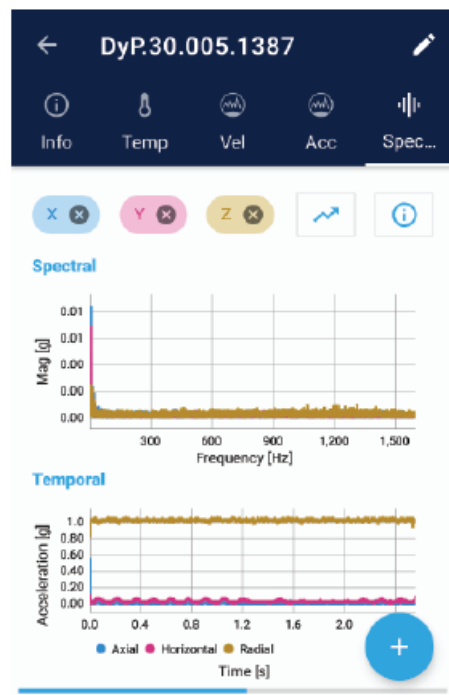 DyP.30.005.1387
Info Temp Vel Acc Spec...
X Y Z
Spectral
0.01
0.01
0.00
0.00
0.00
Mag [g]
300 600 900 1,200 1,500
Frequency [Hz]
Temporal
1.0
0.80
0.60
0.40
0.20
0.00
Acceleration [g]
0.0 0.4 0.8 1.2 1.6 2.0
Axial Horizontal Radial
Time [s]